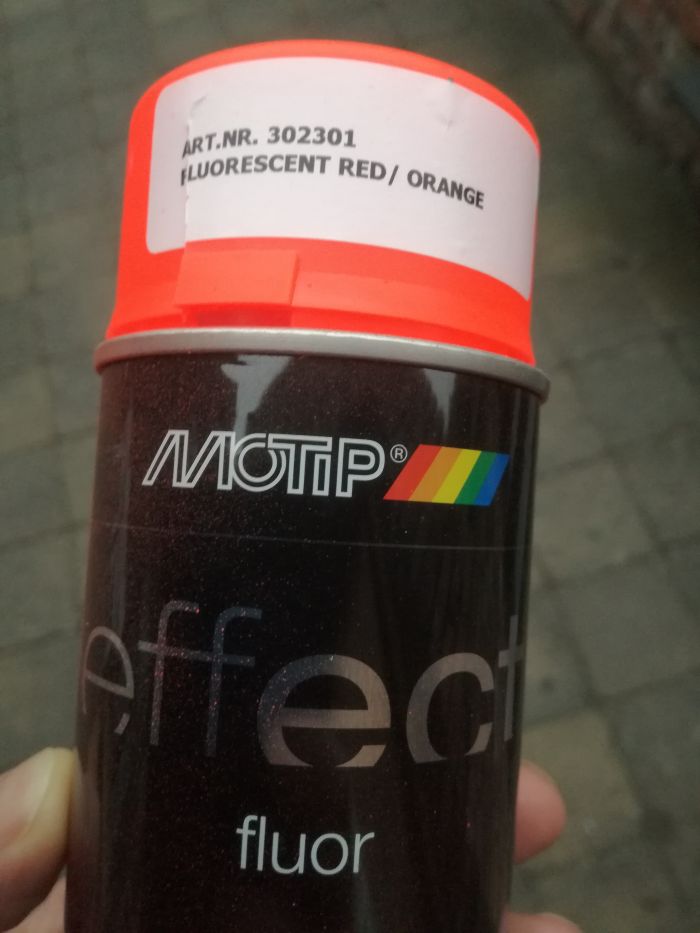 ART.NR. 302301
FLUORESCENT RED/ ORANGE
MOTIP®
effect
fluor